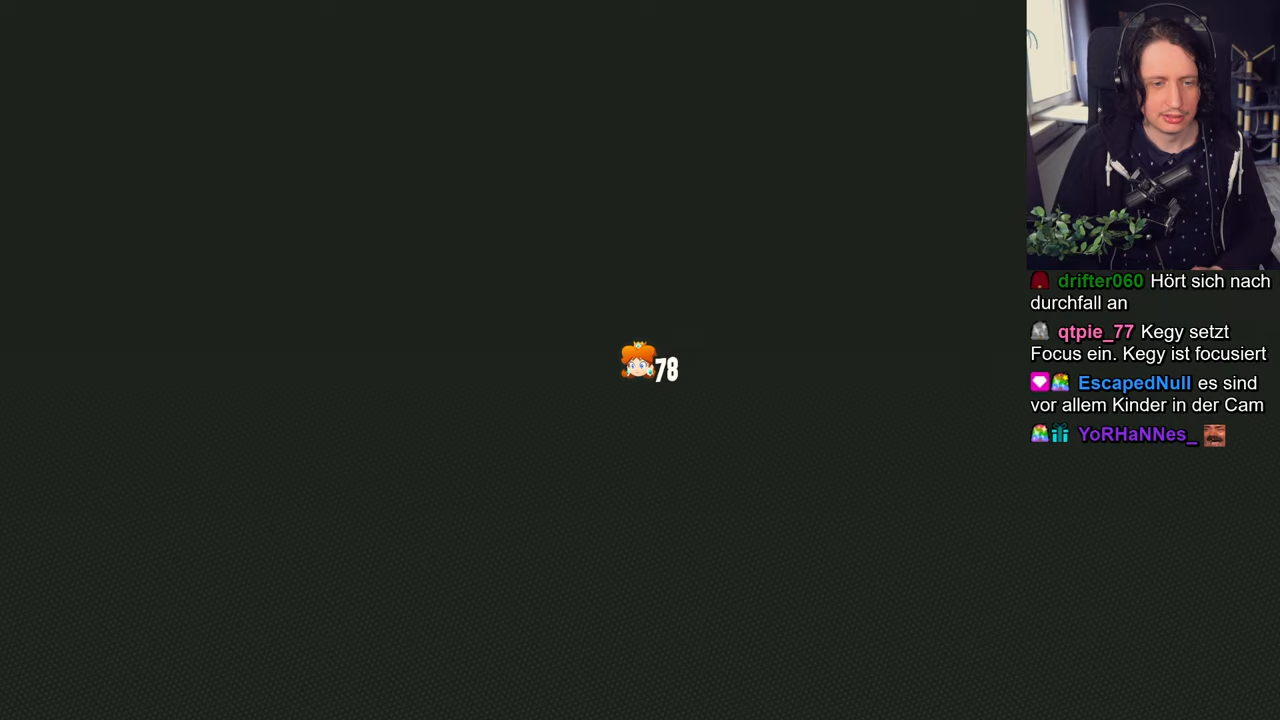 78
drifter060 Hört sich nach
durchfall an
qtpie_77 Kegy setzt
Focus ein. Kegy ist focusiert
EscapedNull es sind
vor allem Kinder in der Cam
YoRHaNNes_